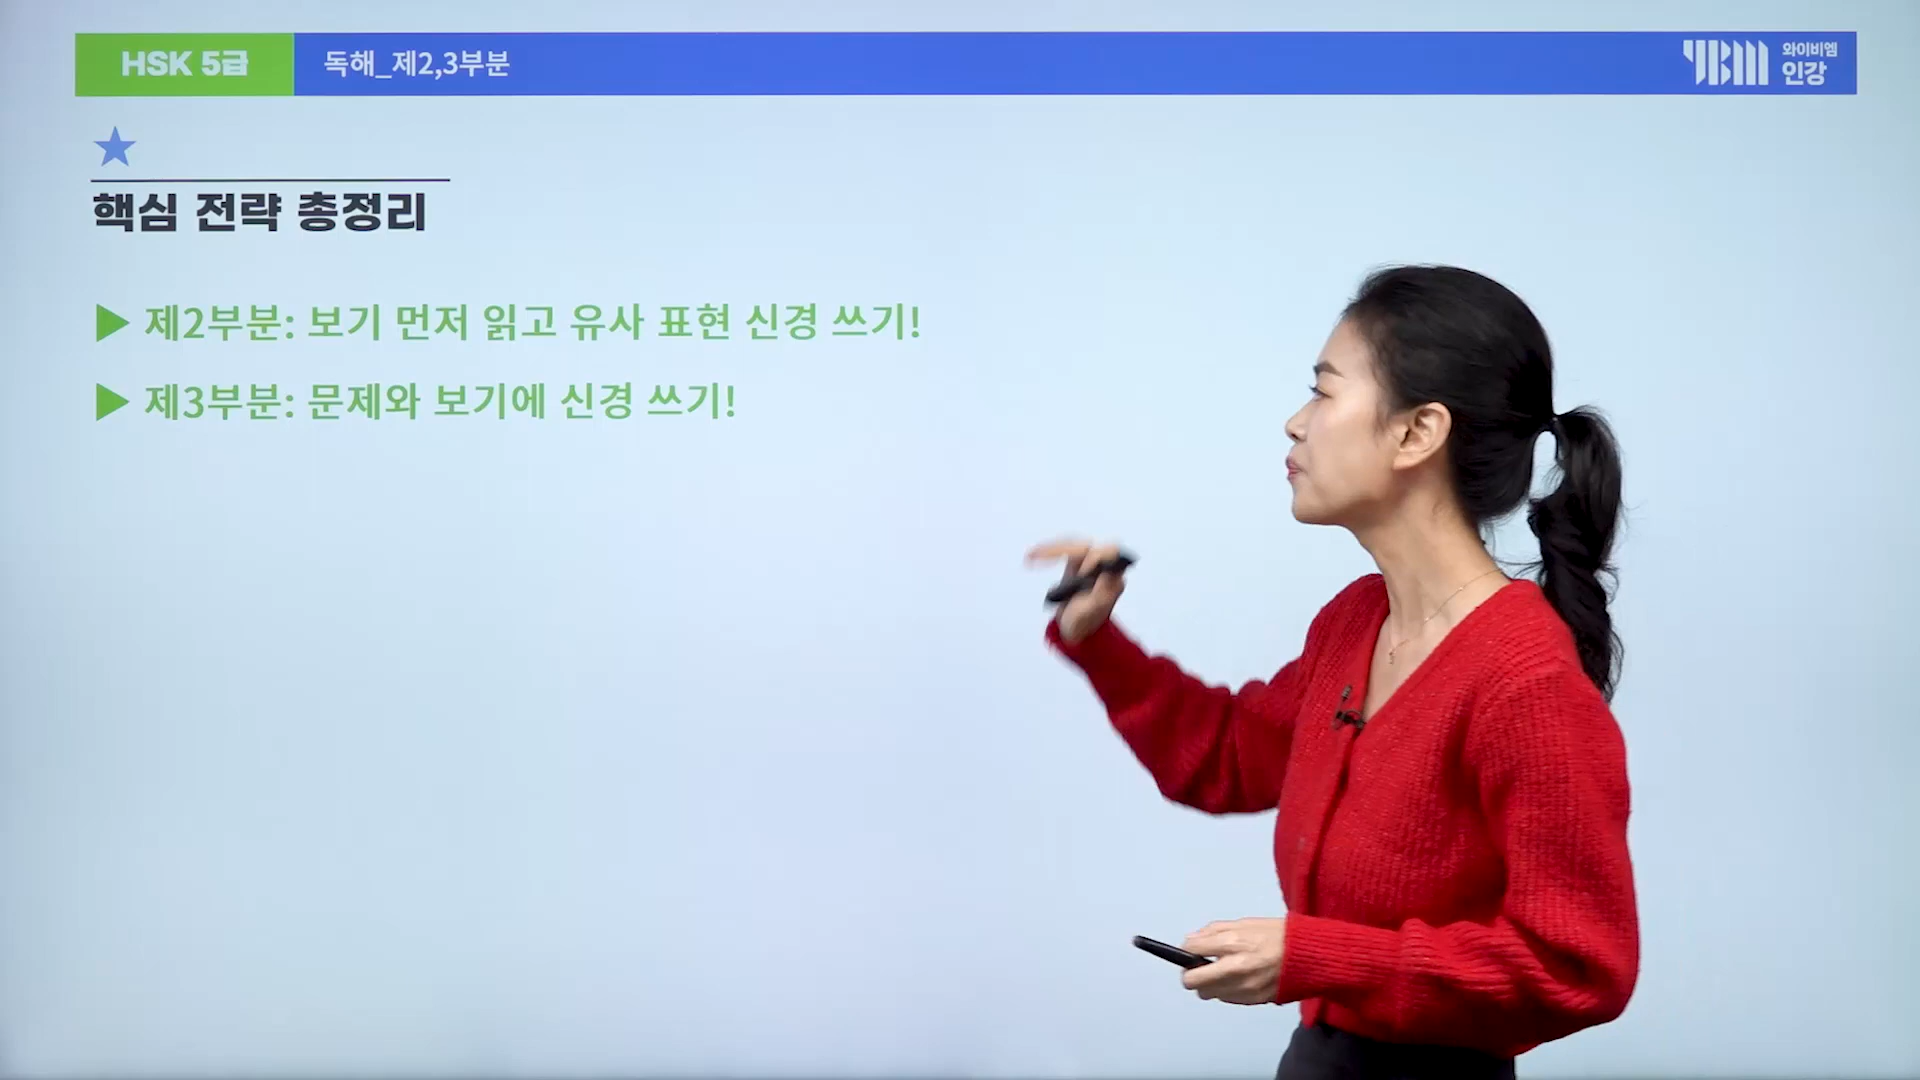 HSK 5급
독해_제2,3부분
YBM 와이비엠 인강
핵심 전략 총정리
▶ 제2부분: 보기 먼저 읽고 유사 표현 신경 쓰기!
▶ 제3부분: 문제와 보기에 신경 쓰기!